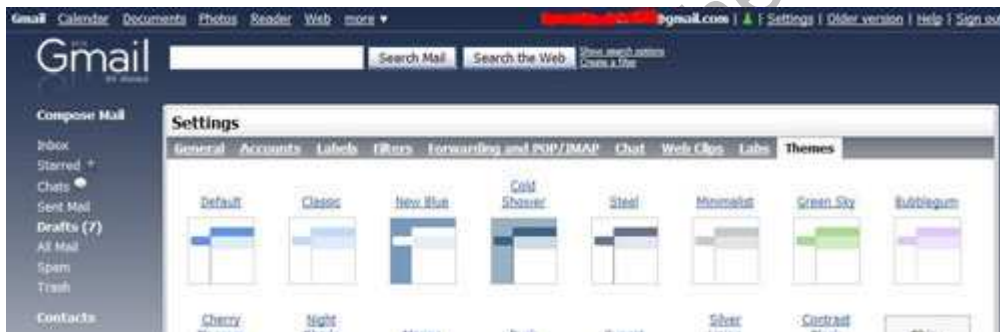 Gmail Calendar Documents Photos Reader Web more ▼ @gmail.com | Settings | Older version | Help | Sign ou
Gmail Search Mail Search the Web Show search options
Create a filter
Compose Mail
Settings
Inbox General Accounts Labels Filters Forwarding and POP/IMAP Chat Web Clips Labs Themes
Starred
Chats
Sent Mail
Drafts (7)
All Mail
Spam
Trash
Contacts
Default Classic New Blue Cold Shower Steel Minimalist Green Sky Bubblegum
Cherry Night Silver Contrast